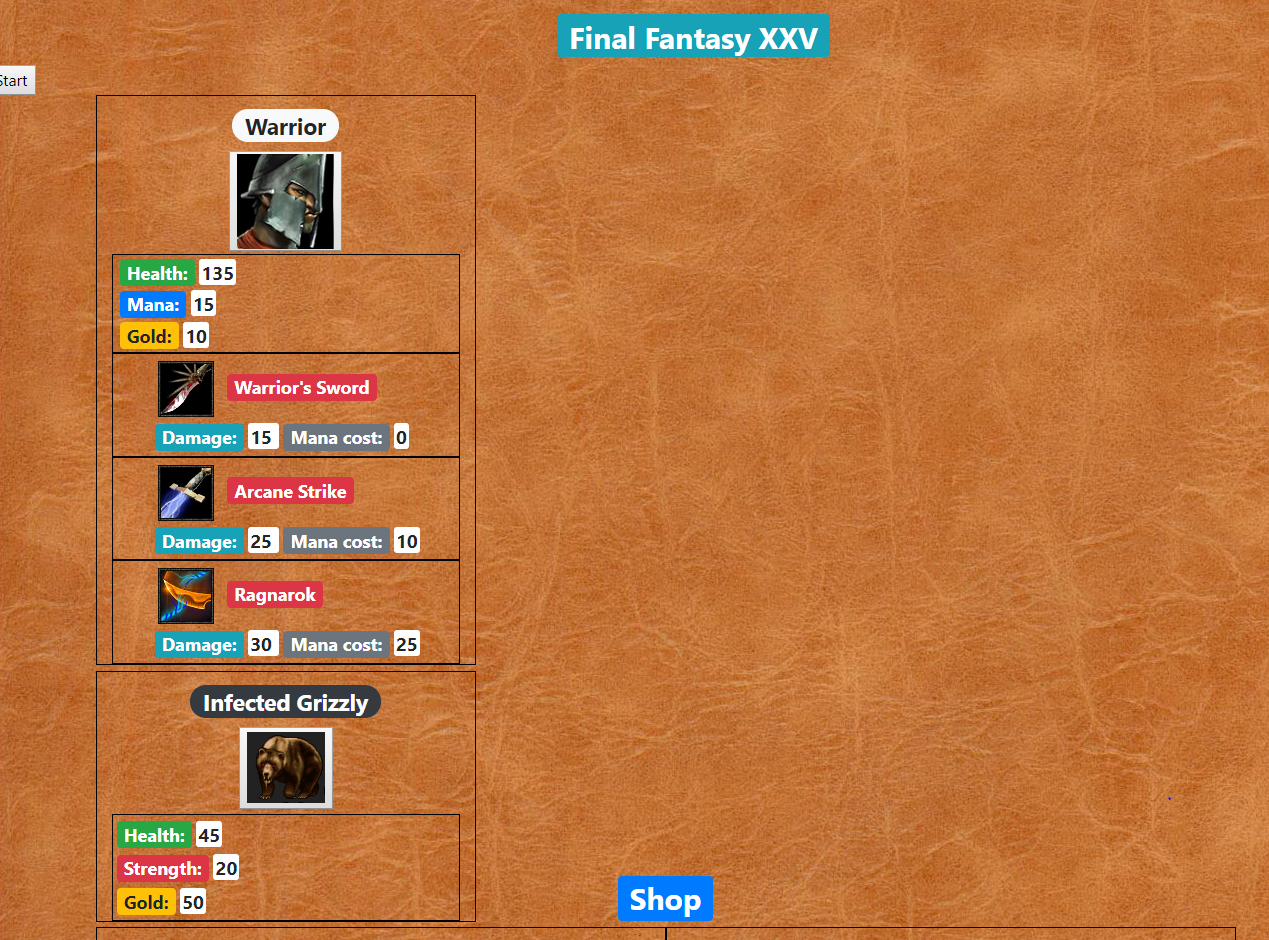 Final Fantasy XXV
Start
Warrior
Health: 135
Mana: 15
Gold: 10
Warrior's Sword
Damage: 15 Mana cost: 0
Arcane Strike
Damage: 25 Mana cost: 10
Ragnarok
Damage: 30 Mana cost: 25
Infected Grizzly
Health: 45
Strength: 20
Gold: 50
Shop